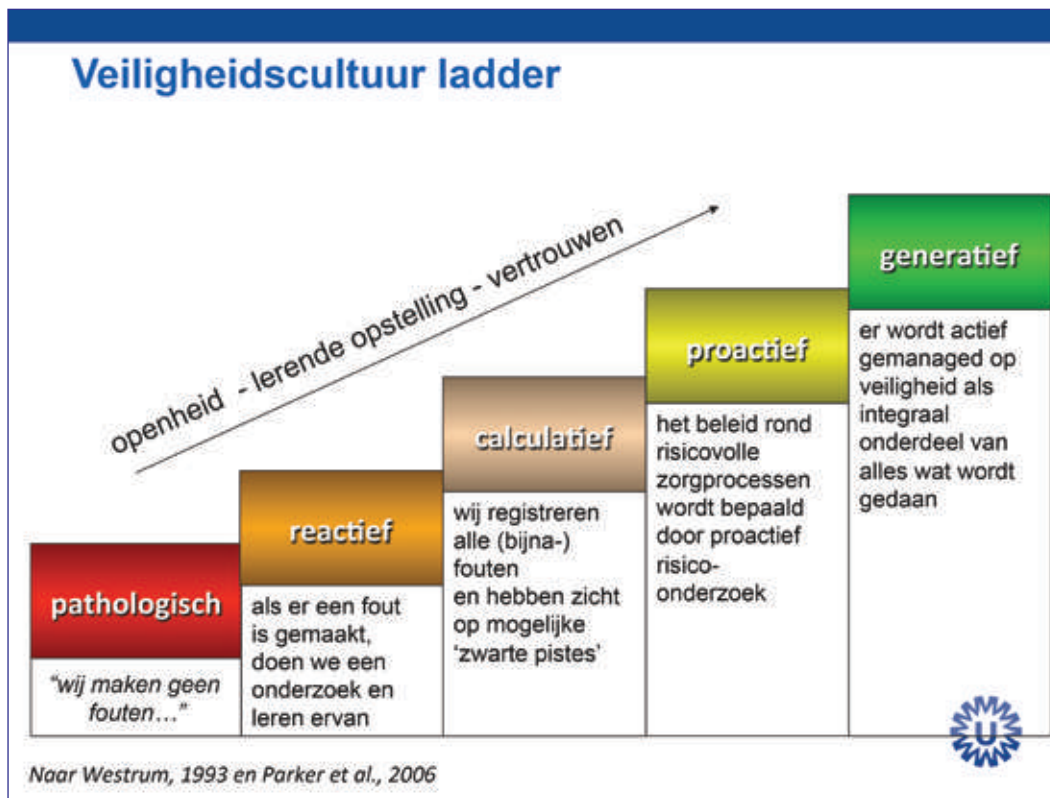 Veiligheidscultuur ladder
openheid - lerende opstelling - vertrouwen
pathologisch
"wij maken geen
fouten…"
reactief
als er een fout
is gemaakt,
doen we een
onderzoek en
leren ervan
calculatief
wij registreren
alle (bijna-)
fouten
en hebben zicht
op mogelijke
‘zwarte pistes’
proactief
het beleid rond
risicovolle
zorgprocessen
wordt bepaald
door proactief
risico-
onderzoek
generatief
er wordt actief
gemanaged op
veiligheid als
integraal
onderdeel van
alles wat wordt
gedaan
U
Naar Westrum, 1993 en Parker et al., 2006